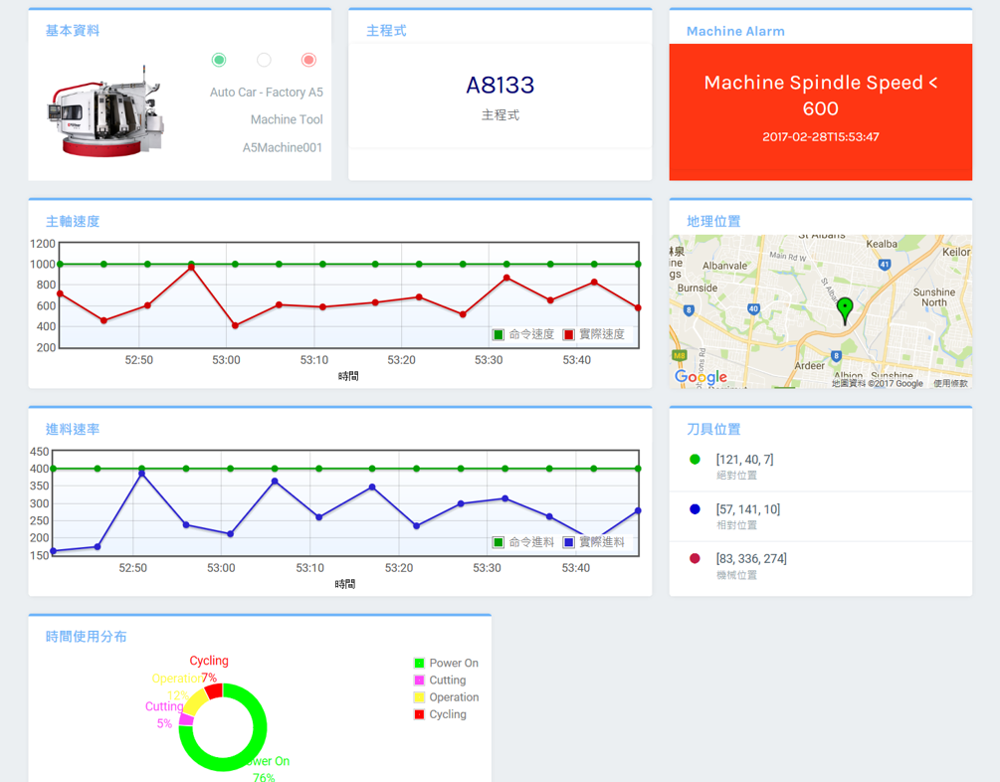 基本資料
Auto Car - Factory A5
Machine Tool
A5Machine001
主程式
A8133
主程式
Machine Alarm
Machine Spindle Speed <
600
2017-02-28T15:53:47
主軸速度
1200
1000
800
600
400
200
命令速度 實際速度
52:50 53:00 53:10 53:20 53:30 53:40
時間
地理位置
St Albans
Kealba
Keilor
Main Rd W
41
Albanvale
Burnside
St Albans
Sunshine
North
8
40
M8
8
Ardeer
Albion Sunshine
Google
地圖資料 ©2017 Google 使用條款
進料速率
450
400
350
300
250
200
150
命令進料 實際進料
52:50 53:00 53:10 53:20 53:30 53:40
時間
刀具位置
[121, 40, 7]
絕對位置
[57, 141, 10]
相對位置
[83, 336, 274]
機械位置
時間使用分布
Cycling
7%
Operation
12%
Cutting
5%
Power On
76%
Power On
Cutting
Operation
Cycling